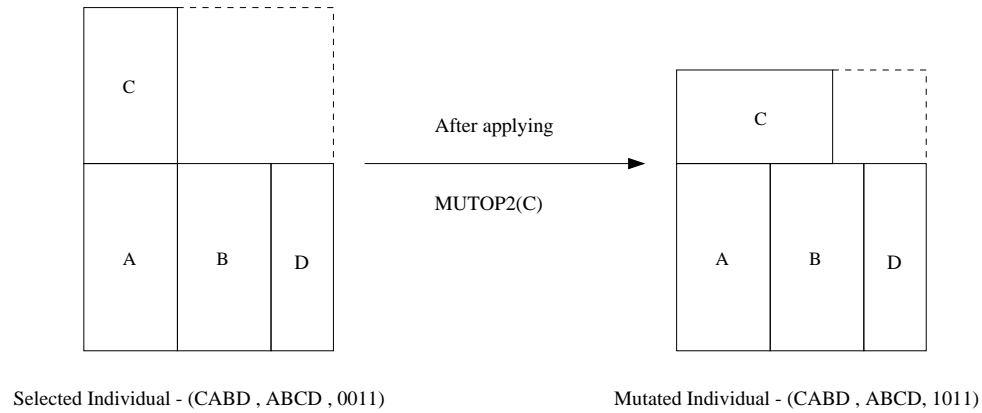 C
A
B
D
After applying
MUTOP2(C)
C
A
B
D
Selected Individual - (CABD , ABCD , 0011)
Mutated Individual - (CABD , ABCD, 1011)